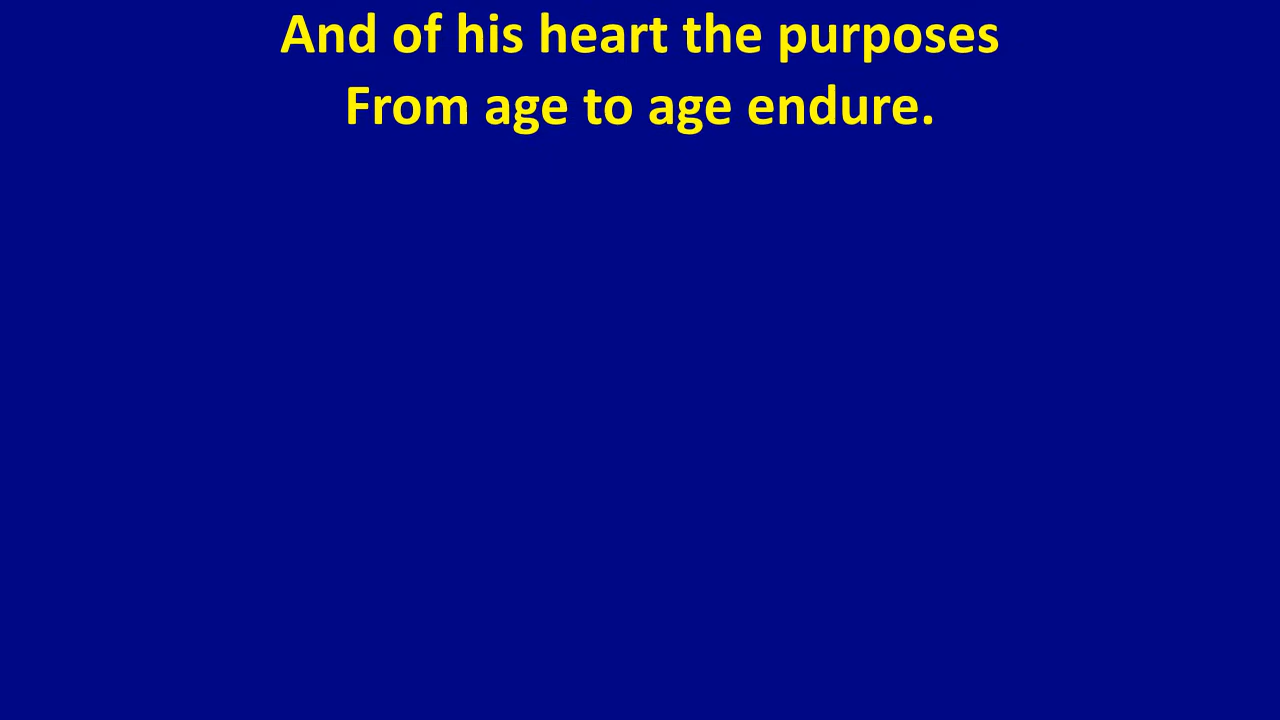 And of his heart the purposes
From age to age endure.